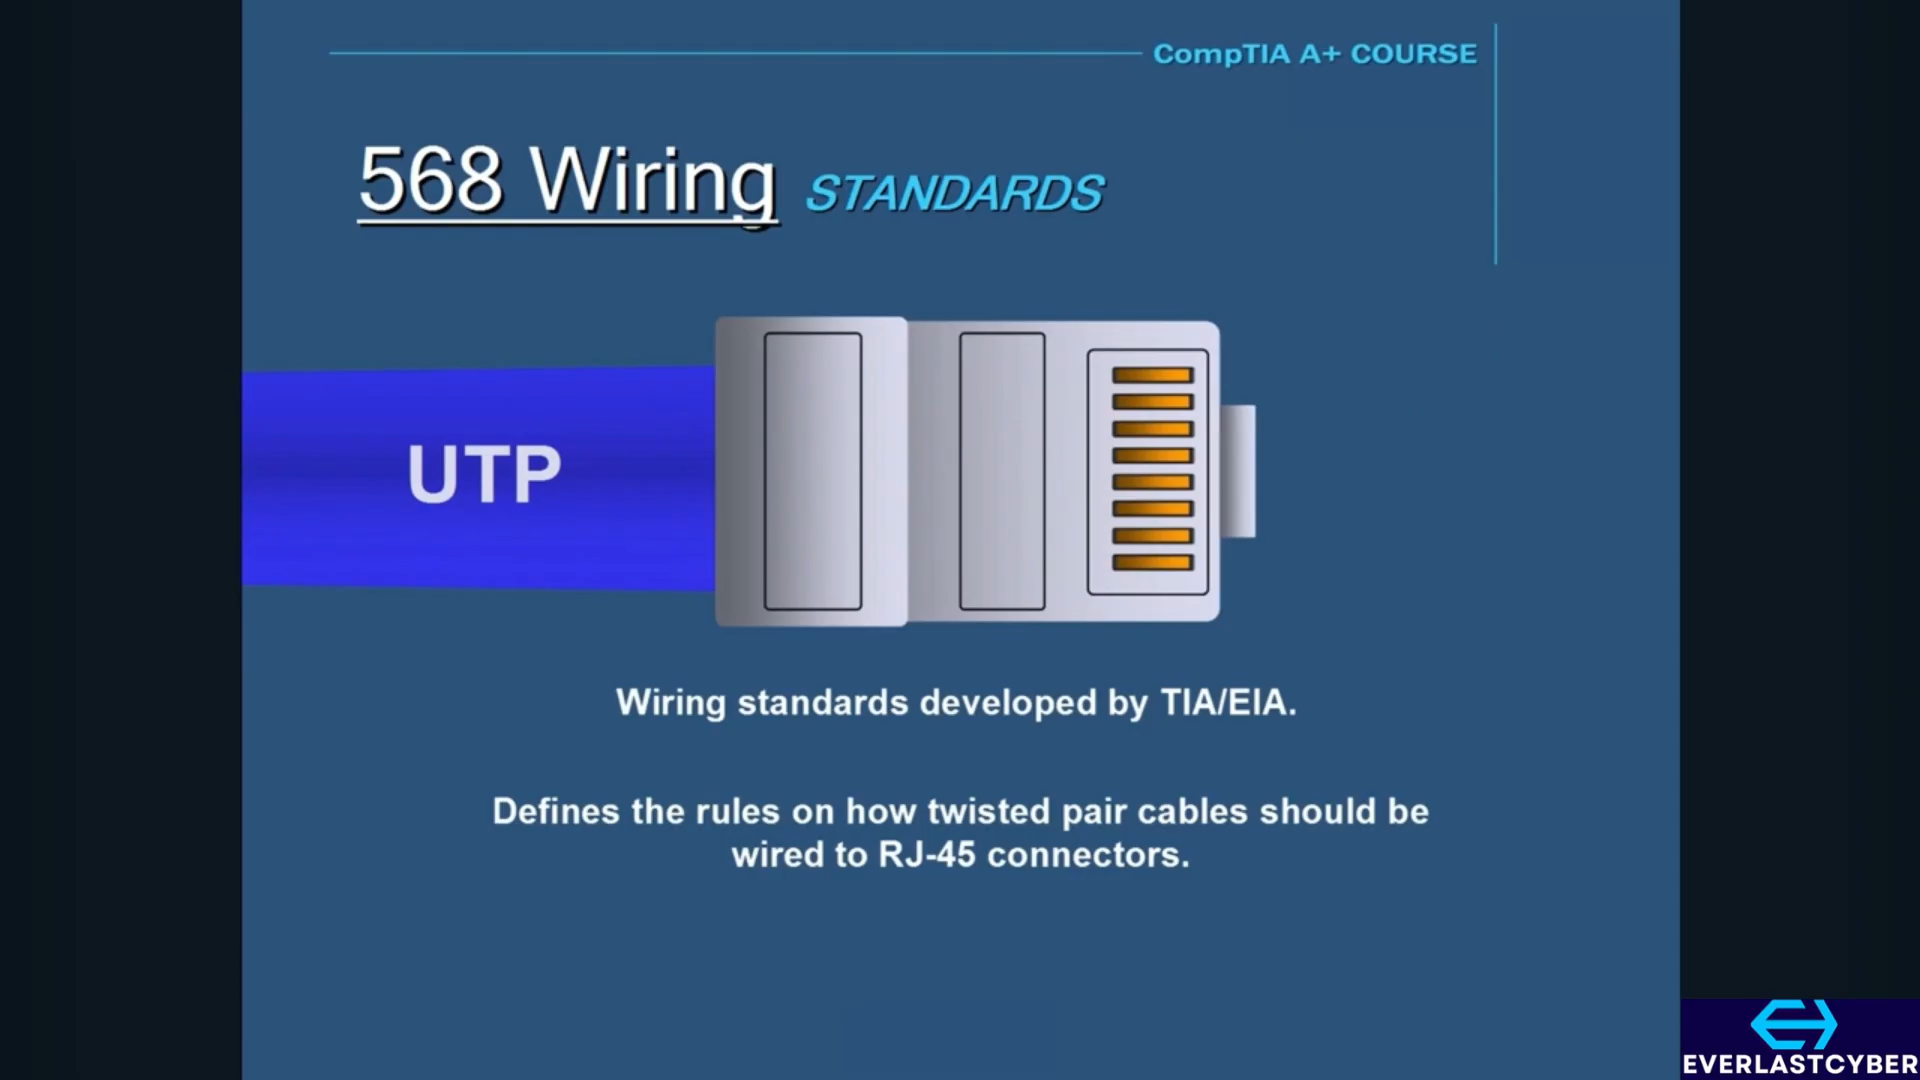 CompTIA A+ COURSE
568 Wiring STANDARDS
UTP
Wiring standards developed by TIA/EIA.
Defines the rules on how twisted pair cables should be
wired to RJ-45 connectors.
EVERLASTCYBER